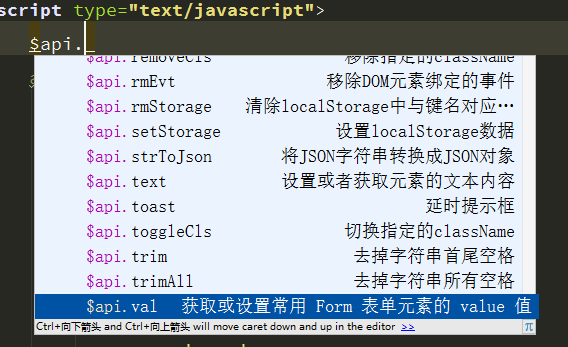 script type="text/javascript">
$api.
$api.removeCls 移除指定的className
$api.rmEvt 移除DOM元素绑定的事件
$api.rmStorage 清除localStorage中与键名对应…
$api.setStorage 设置localStorage数据
$api.strToJson 将JSON字符串转换成JSON对象
$api.text 设置或者获取元素的文本内容
$api.toast 延时提示框
$api.toggleCls 切换指定的className
$api.trim 去掉字符串首尾空格
$api.trimAll 去掉字符串所有空格
$api.val 获取或设置常用 Form 表单元素的 value 值
Ctrl+向下箭头 and Ctrl+向上箭头 will move caret down and up in the editor >> π